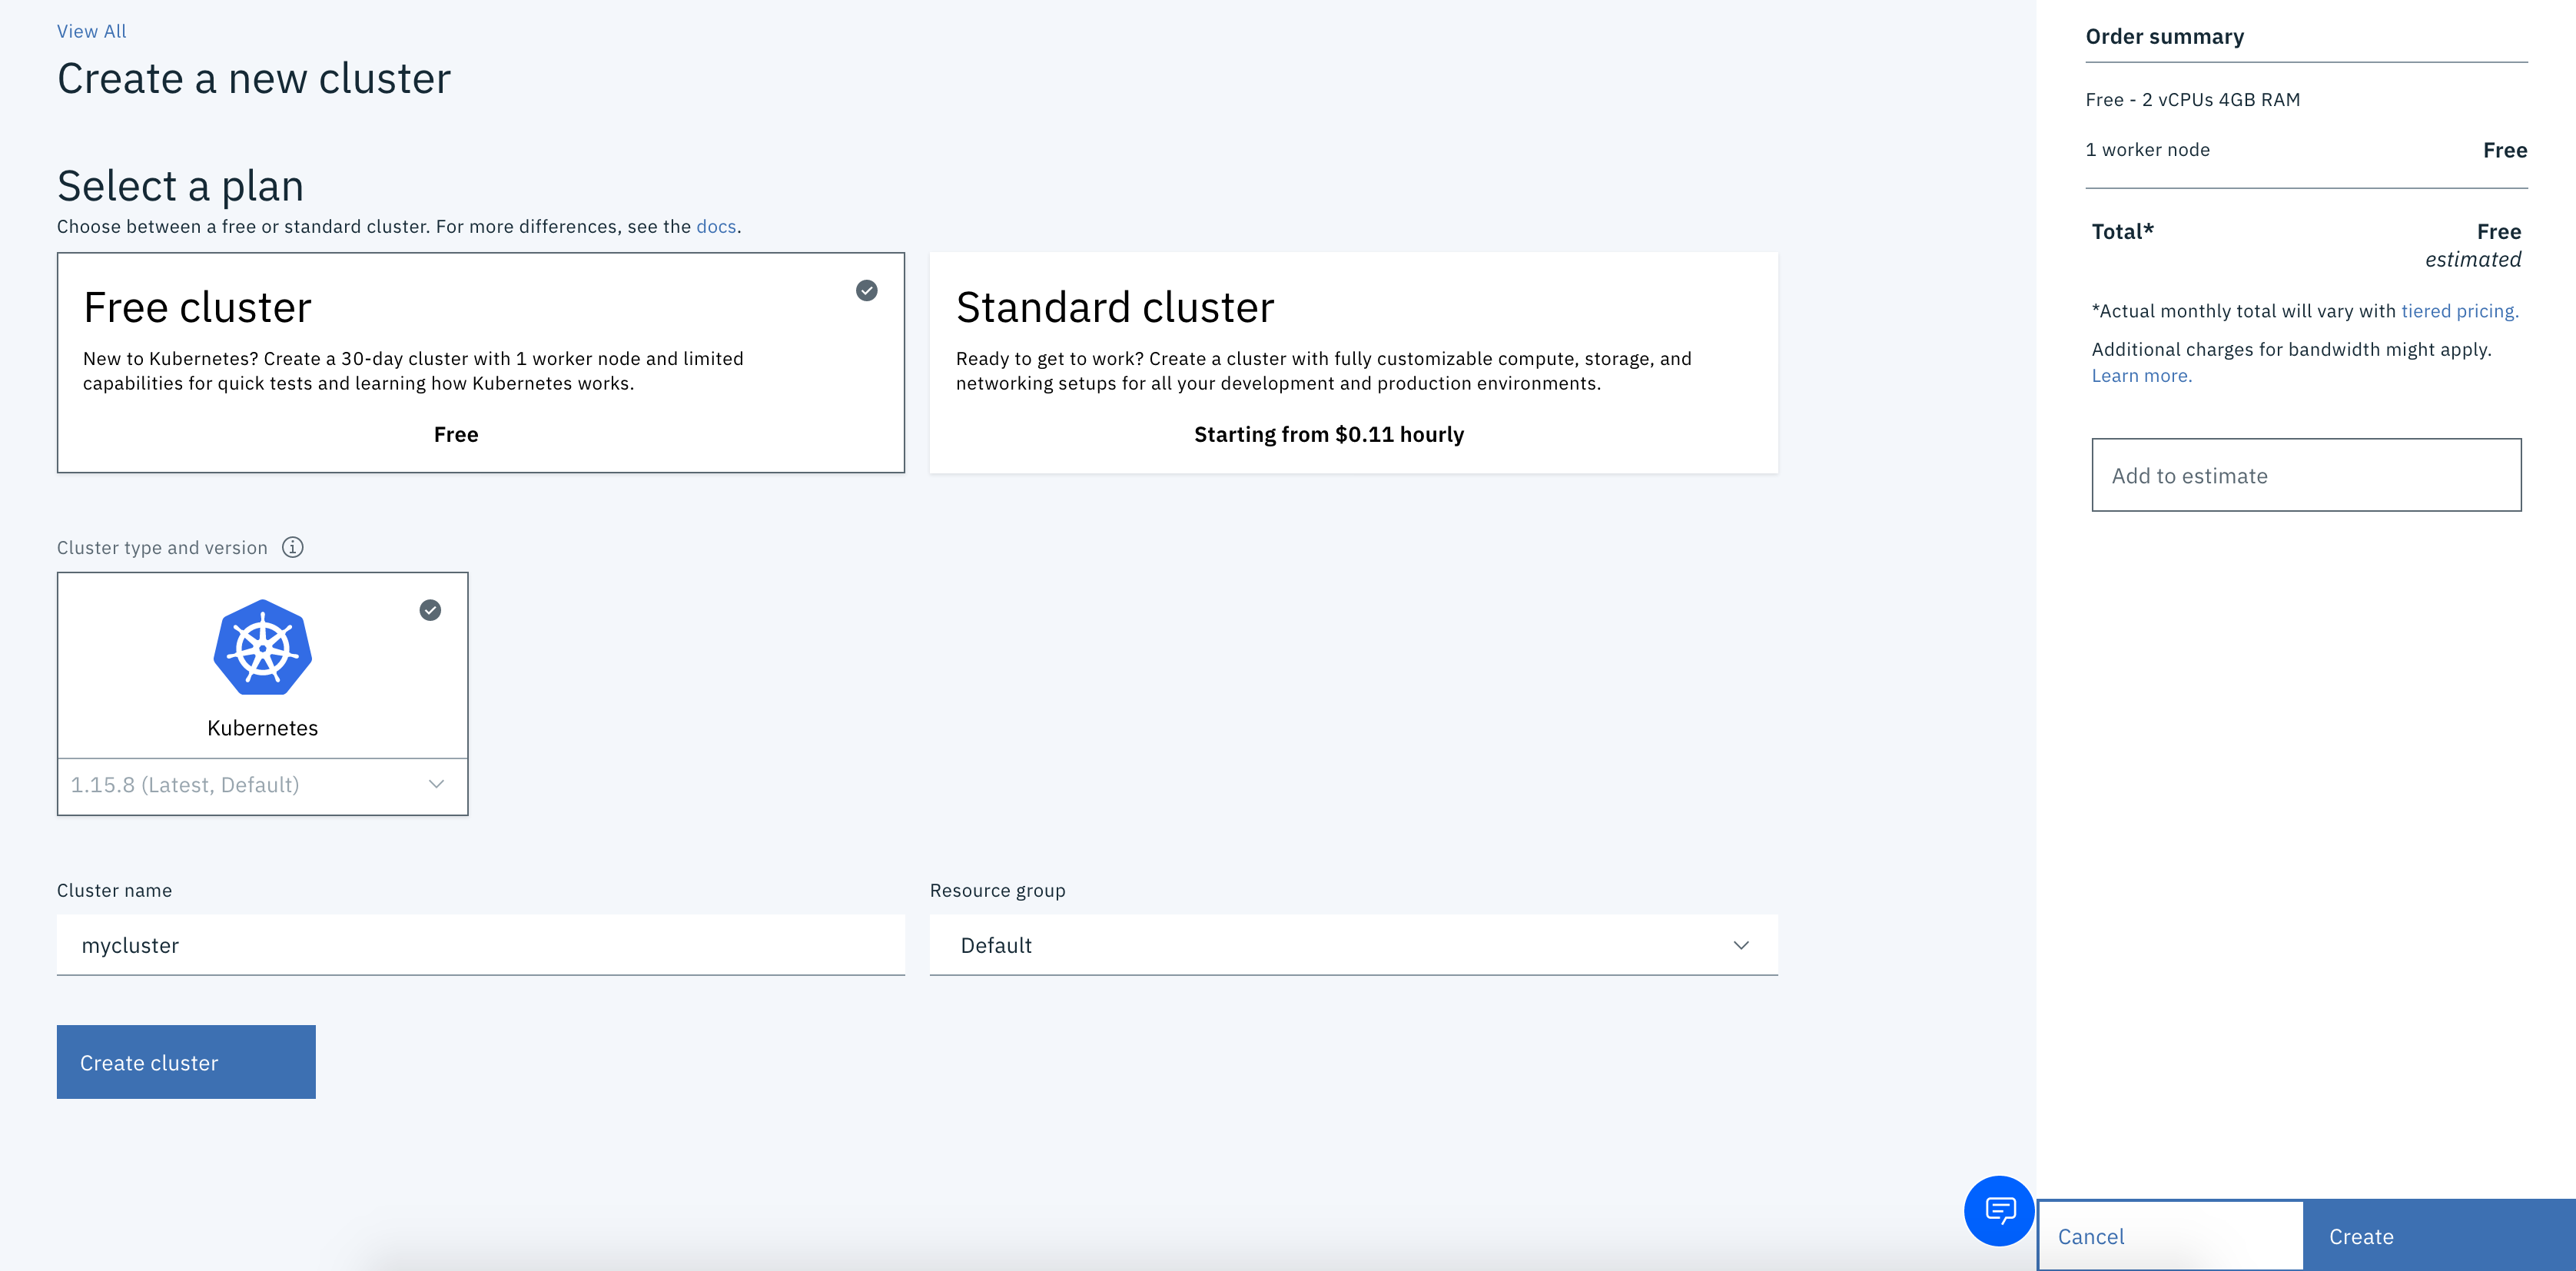 View All
Create a new cluster
Select a plan
Choose between a free or standard cluster. For more differences, see the docs.
Free cluster
New to Kubernetes? Create a 30-day cluster with 1 worker node and limited
capabilities for quick tests and learning how Kubernetes works.
Free
Standard cluster
Ready to get to work? Create a cluster with fully customizable compute, storage, and
networking setups for all your development and production environments.
Starting from $0.11 hourly
Cluster type and version
Kubernetes
1.15.8 (Latest, Default)
Cluster name
mycluster
Resource group
Default
Create cluster
Order summary
Free - 2 vCPUs 4GB RAM
1 worker node Free
Total* Free
estimated
*Actual monthly total will vary with tiered pricing.
Additional charges for bandwidth might apply.
Learn more.
Add to estimate
Cancel
Create